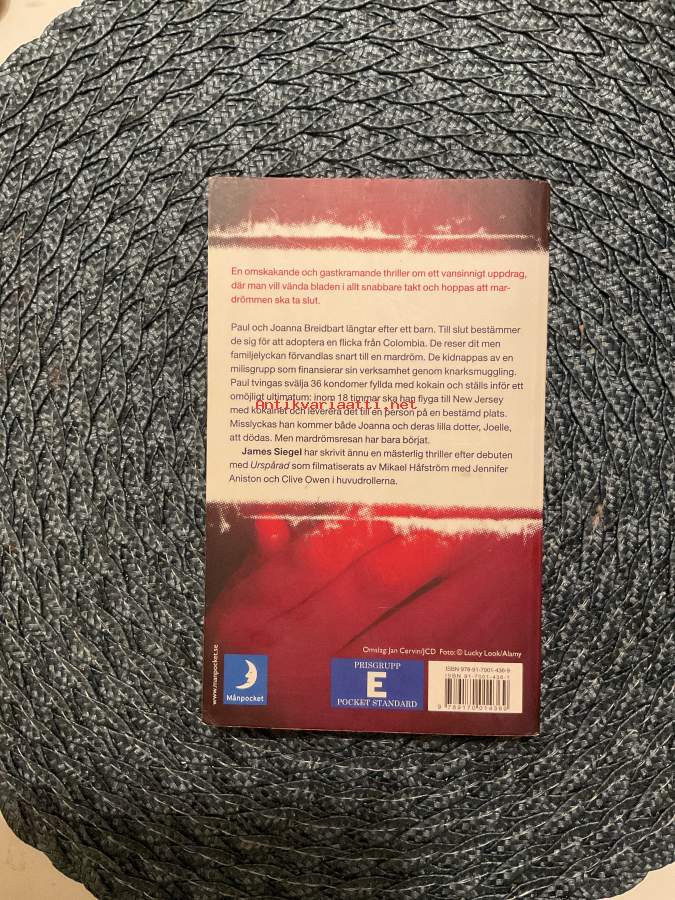 En omskakande och gastkramande thriller om ett vansinnigt uppdrag,
där man vill vända bladen i allt snabbare takt och hoppas att mar-
drömmen ska ta slut.
Paul och Joanna Breidbart längtar efter ett barn. Till slut bestämmer
de sig för att adoptera en flicka från Colombia. De reser dit men
familjelyckan förvandlas snart till en mardröm. De kidnappas av en
milisgrupp som finansierar sin verksamhet genom knarksmuggling.
Paul tvingas svälja 36 kondomer fyllda med kokain och ställs inför ett
omöjligt ultimatum: inom 18 timmar ska han flyga till New Jersey
Antikvariaatti.net
med kokainet och leverera det till en person på en bestämd plats.
Misslyckas han kommer både Joanna och deras lilla dotter, Joelle,
att dödas. Men mardrömsresan har bara börjat.
James Siegel har skrivit ännu en mästerlig thriller efter debuten
med Urspårad som filmatiserats av Mikael Håfström med Jennifer
Aniston och Clive Owen i huvudrollerna.
Omslag: Jan Cervin/JCD Foto: © Lucky Look/Alamy
www.manpocket.se
Månpocket
PRISGRUPP
E
POCKET STANDARD
ISBN 978-91-7001-436-9
ISBN 91-7001-436-1
9 789170 014369